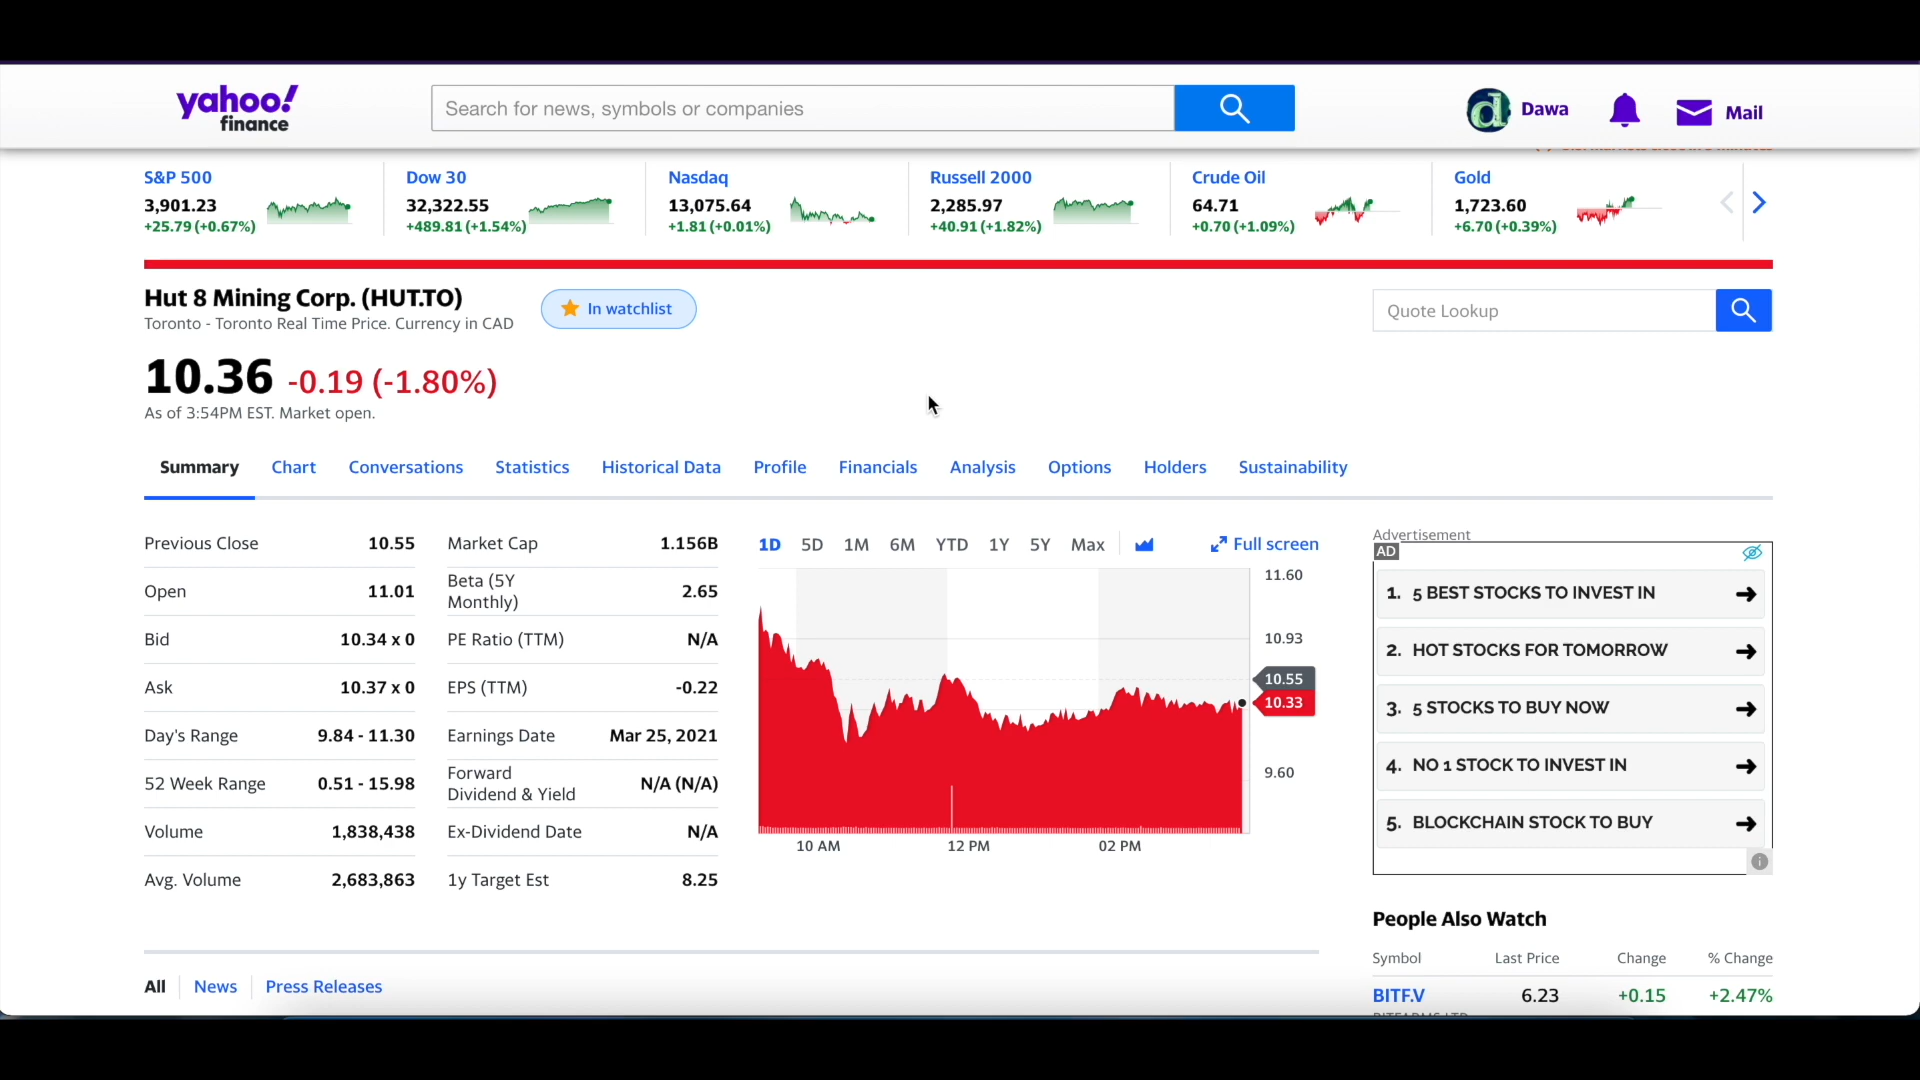 yahoo!
finance
Search for news, symbols or companies
Dawa
Mail
S&P 500
3,901.23
+25.79 (+0.67%)
Dow 30
32,322.55
+489.81 (+1.54%)
Nasdaq
13,075.64
+1.81 (+0.01%)
Russell 2000
2,285.97
+40.91 (+1.82%)
Crude Oil
64.71
+0.70 (+1.09%)
Gold
1,723.60
+6.70 (+0.39%)
Hut 8 Mining Corp. (HUT.TO)
Toronto - Toronto Real Time Price. Currency in CAD
In watchlist
Quote Lookup
10.36 -0.19 (-1.80%)
As of 3:54PM EST. Market open.
Summary Chart Conversations Statistics Historical Data Profile Financials Analysis Options Holders Sustainability
Previous Close 10.55
Open 11.01
Bid 10.34 x 0
Ask 10.37 x 0
Day's Range 9.84 - 11.30
52 Week Range 0.51 - 15.98
Volume 1,838,438
Avg. Volume 2,683,863
Market Cap 1.156B
Beta (5Y
Monthly) 2.65
PE Ratio (TTM) N/A
EPS (TTM) -0.22
Earnings Date Mar 25, 2021
Forward
Dividend & Yield N/A (N/A)
Ex-Dividend Date N/A
1y Target Est 8.25
1D 5D 1M 6M YTD 1Y 5Y Max Full screen
11.60
10.93
10.55
10.33
9.60
10 AM 12 PM 02 PM
Advertisement
AD
1. 5 BEST STOCKS TO INVEST IN
2. HOT STOCKS FOR TOMORROW
3. 5 STOCKS TO BUY NOW
4. NO 1 STOCK TO INVEST IN
5. BLOCKCHAIN STOCK TO BUY
People Also Watch
Symbol Last Price Change % Change
BITF.V 6.23 +0.15 +2.47%
All News Press Releases